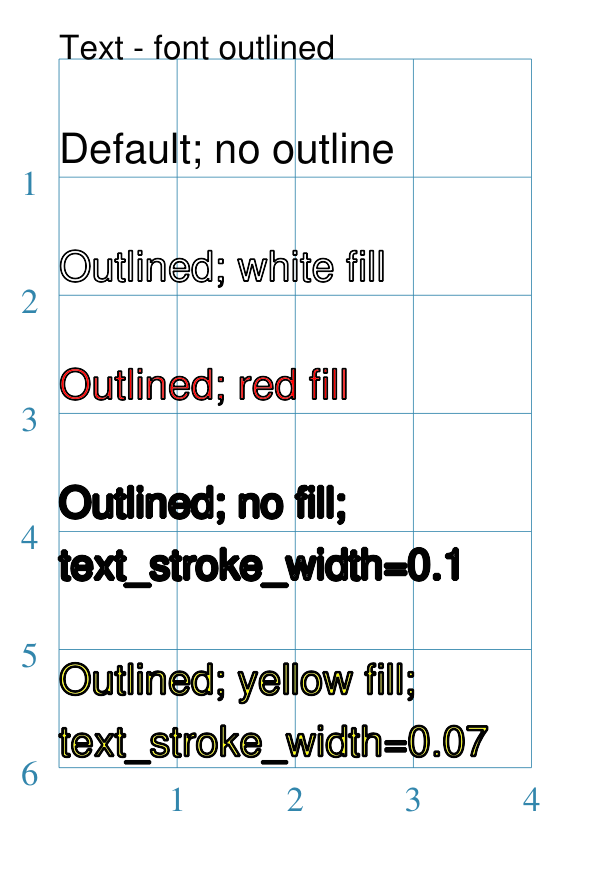 Text - font outlined
Default; no outline
1
Outlined; white fill
2
Outlined; red fill
3
Outlined; no fill;
4
text_stroke_width=0.1
5
Outlined; yellow fill;
text_stroke_width=0.07
6
1 2 3 4